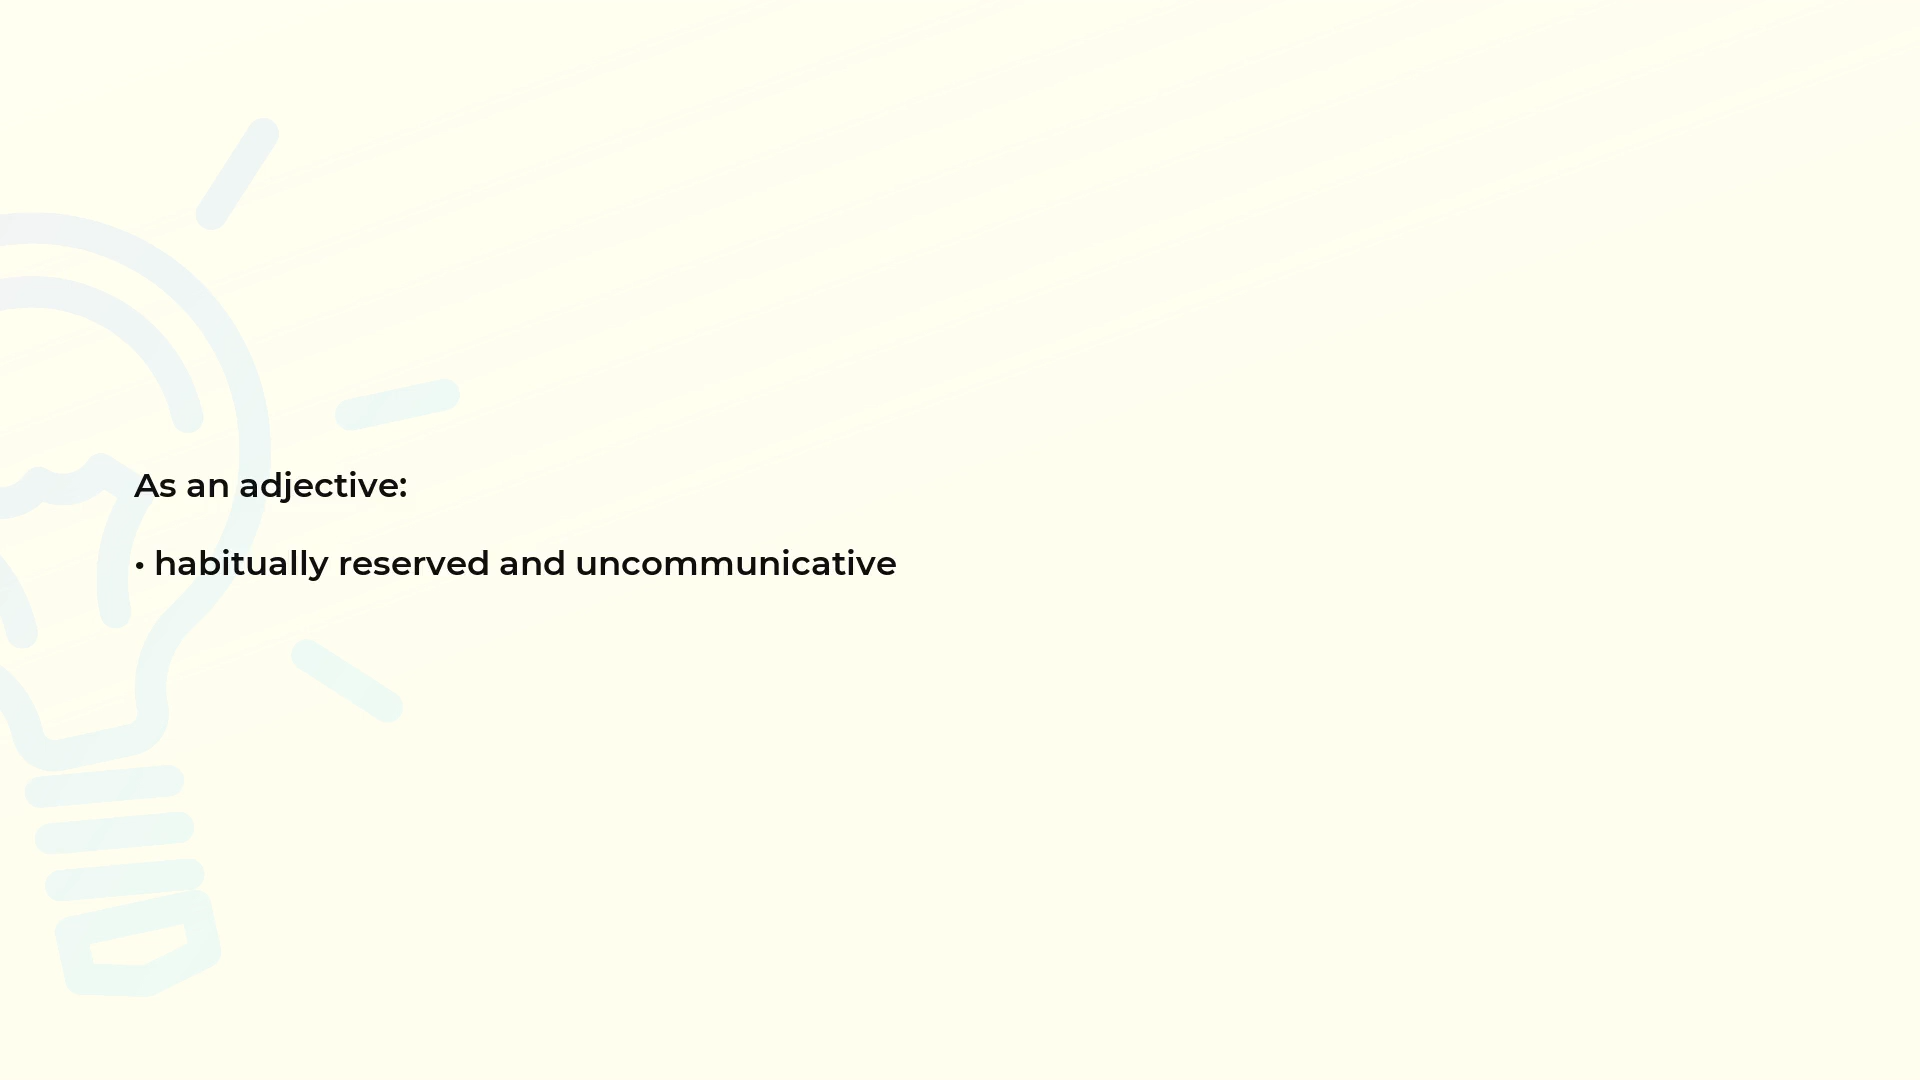 As an adjective:
• habitually reserved and uncommunicative